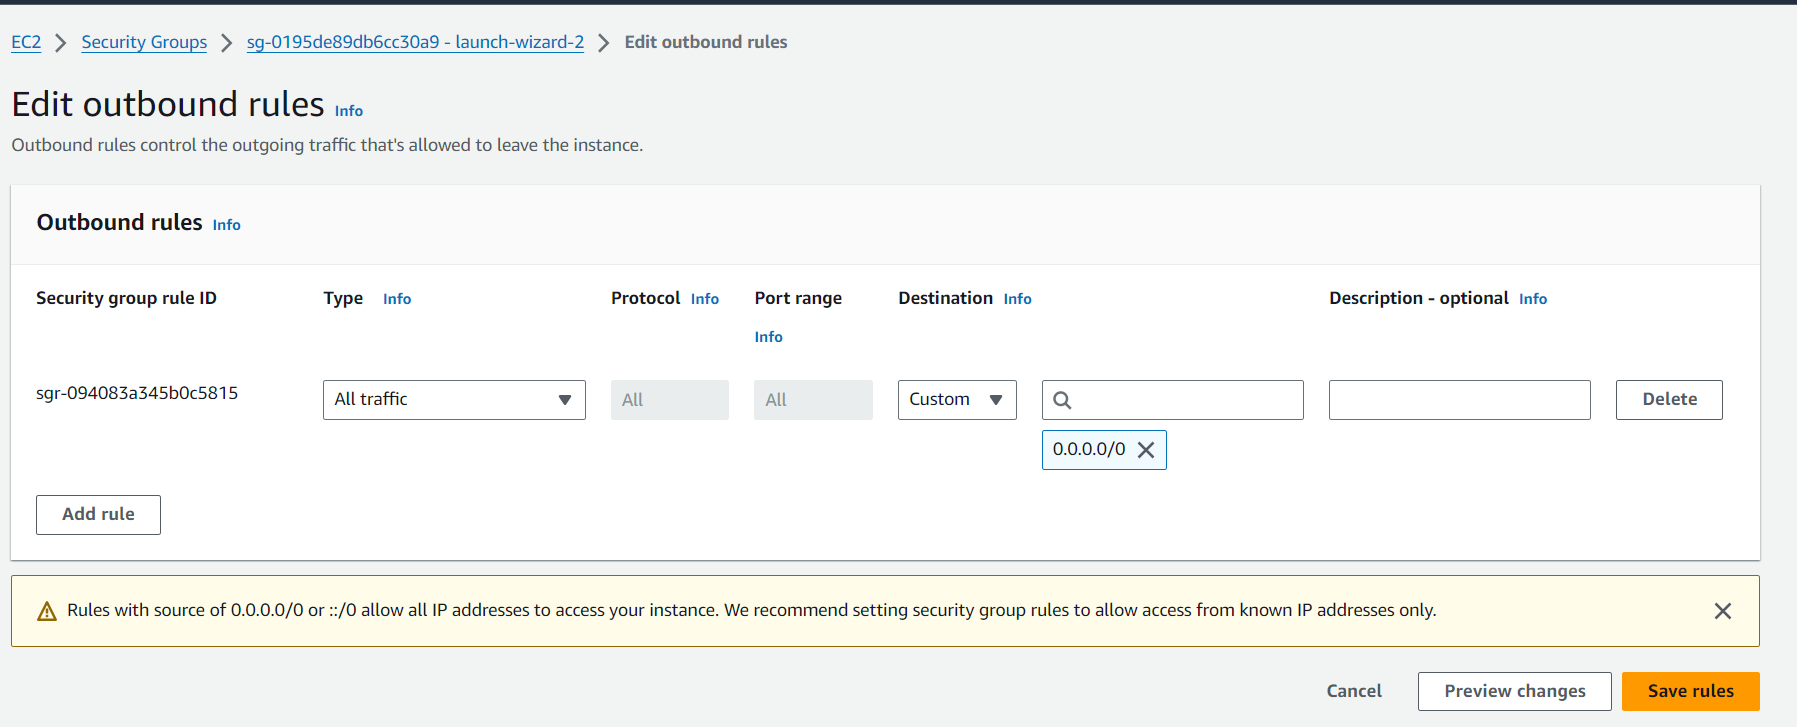 EC2 > Security Groups > sg-0195de89db6cc30a9 - launch-wizard-2 > Edit outbound rules
Edit outbound rules Info
Outbound rules control the outgoing traffic that's allowed to leave the instance.
Outbound rules Info
Security group rule ID Type Info Protocol Info Port range Destination Info Description - optional Info
Info
sgr-094083a345b0c5815 All traffic All All Custom Delete
0.0.0.0/0
Add rule
Rules with source of 0.0.0.0/0 or ::/0 allow all IP addresses to access your instance. We recommend setting security group rules to allow access from known IP addresses only.
Cancel Preview changes Save rules